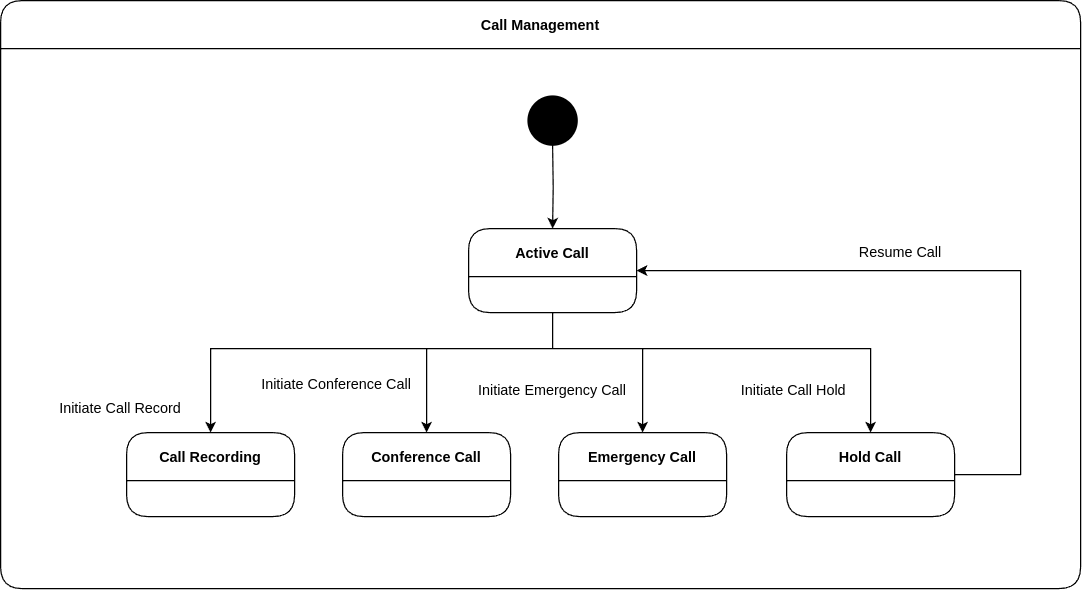 Call Management
Active Call
Resume Call
Initiate Call Record
Initiate Conference Call
Initiate Emergency Call
Initiate Call Hold
Call Recording
Conference Call
Emergency Call
Hold Call